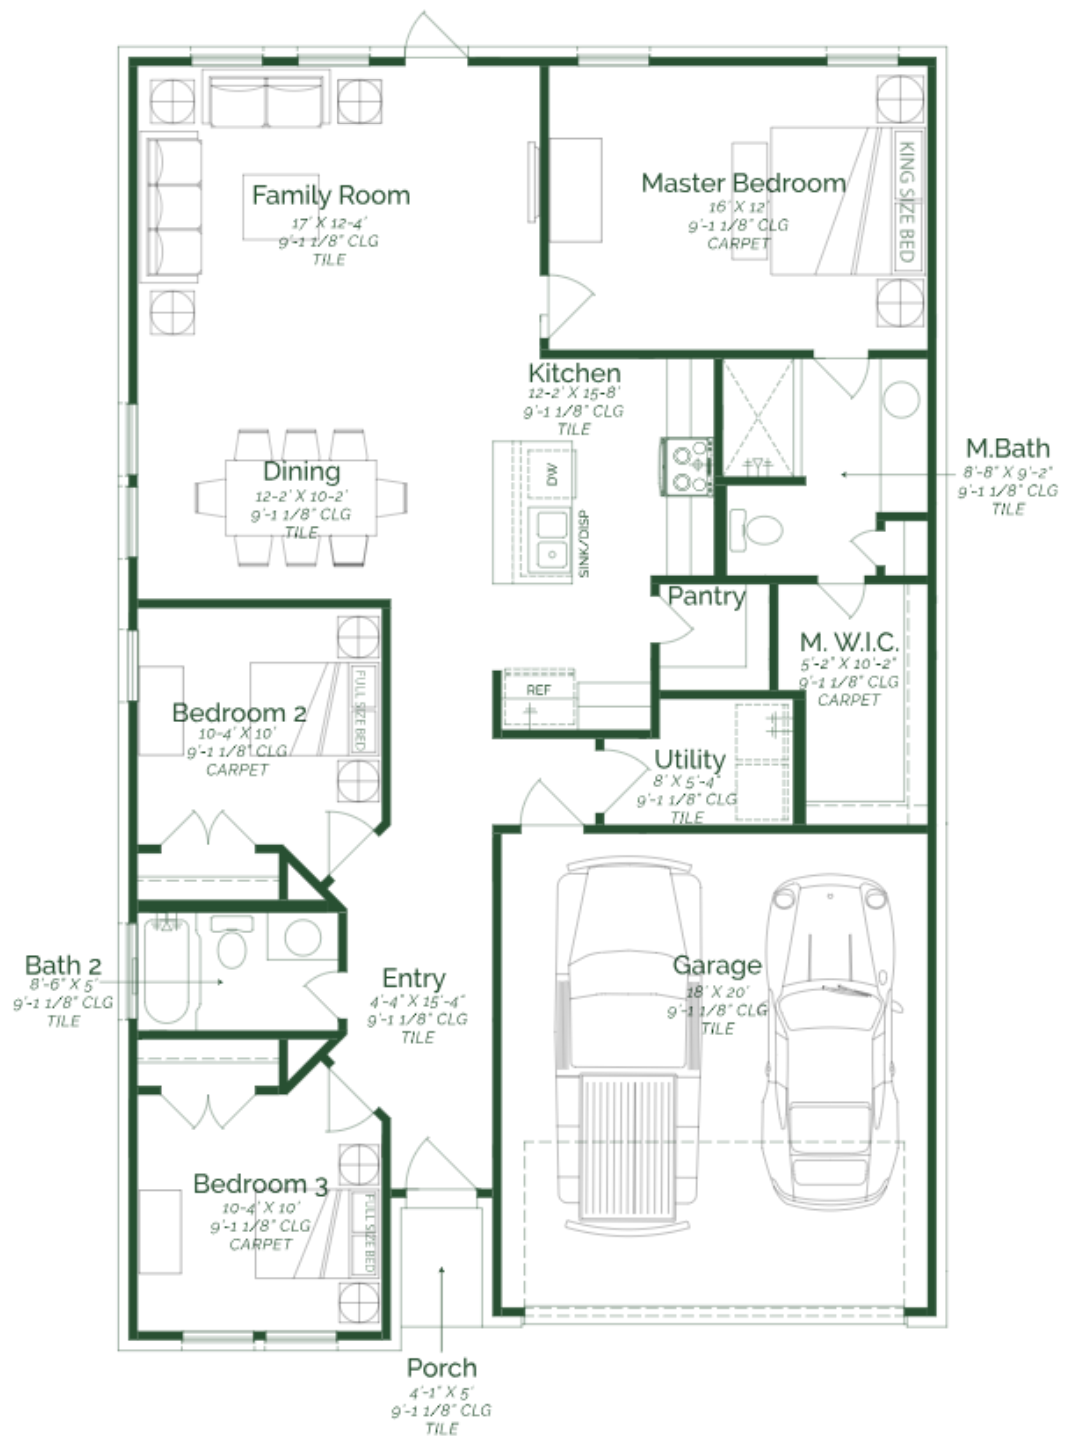 Family Room
17' X 12-4'
9'-1 1/8" CLG
TILE
Master Bedroom
16' X 12'
9'-1 1/8" CLG
CARPET
KING SIZE BED
Kitchen
12-2' X 15-8'
9'-1 1/8" CLG
TILE
DW
SINK/DISP
Dining
12-2' X 10-2'
9'-1 1/8" CLG
TILE
M.Bath
8'-8" X 9'-2"
9'-1 1/8" CLG
TILE
Pantry
M. W.I.C.
5'-2" X 10'-2"
9'-1 1/8" CLG
CARPET
REF
Bedroom 2
10-4' X 10'
9'-1 1/8" CLG
CARPET
FULL SIZE BED
Utility
8' X 5'-4"
9'-1 1/8" CLG
TILE
Bath 2
8'-6" X 5'
9'-1 1/8" CLG
TILE
Entry
4'-4" X 15'-4"
9'-1 1/8" CLG
TILE
Garage
18' X 20'
9'-1 1/8" CLG
TILE
Bedroom 3
10-4' X 10'
9'-1 1/8" CLG
CARPET
FULL SIZE BED
Porch
4'-1" X 5'
9'-1 1/8" CLG
TILE